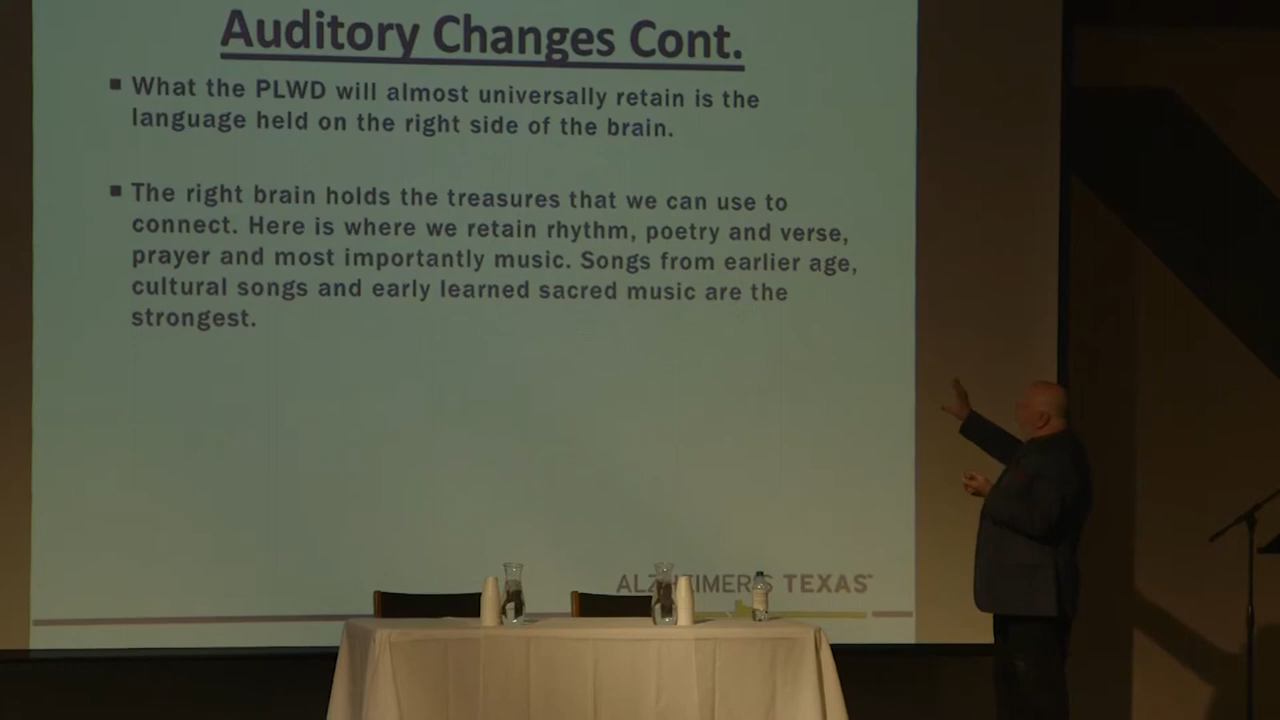 Auditory Changes Cont.
▪ What the PLWD will almost universally retain is the
language held on the right side of the brain.
▪ The right brain holds the treasures that we can use to
connect. Here is where we retain rhythm, poetry and verse,
prayer and most importantly music. Songs from earlier age,
cultural songs and early learned sacred music are the
strongest.
ALZHEIMER'S TEXAS